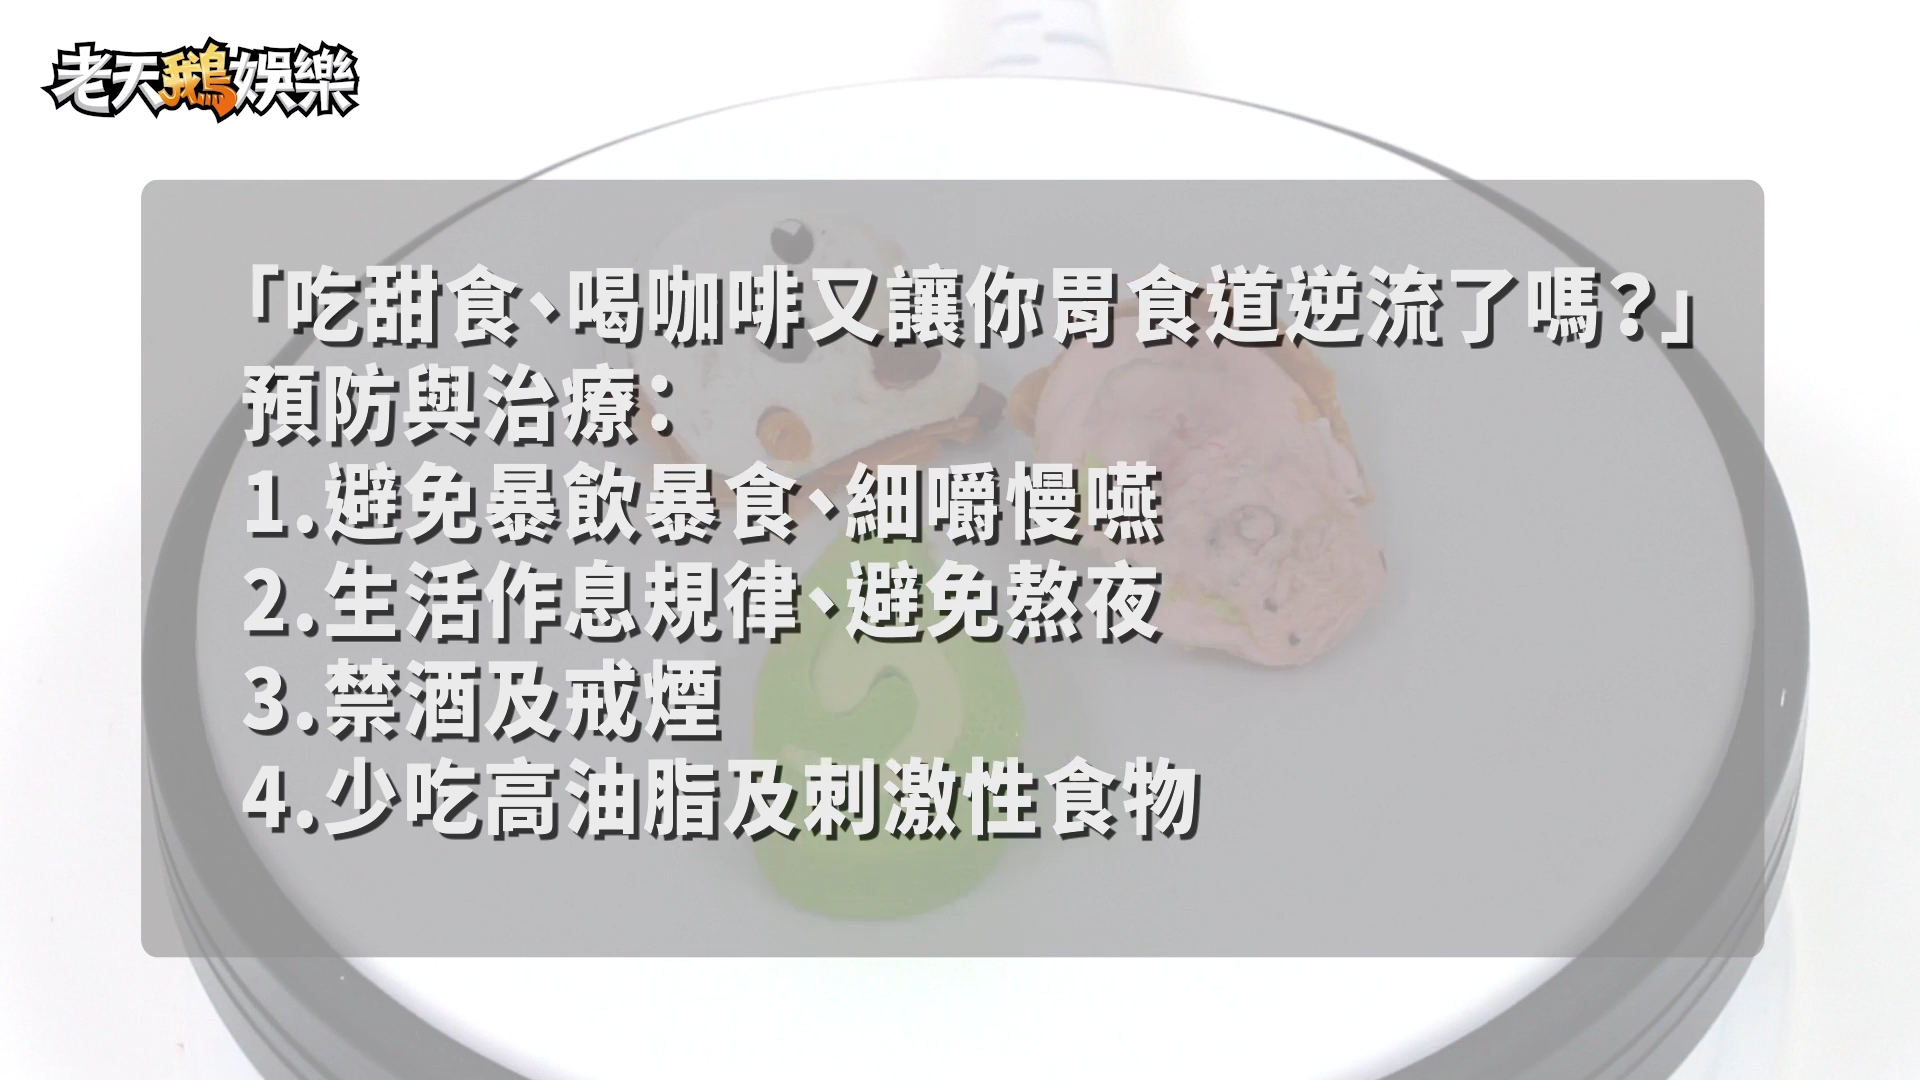 老天鵝娛樂
「吃甜食、喝咖啡又讓你胃食道逆流了嗎？」
預防與治療：
1.避免暴飲暴食、細嚼慢嚥
2.生活作息規律、避免熬夜
3.禁酒及戒煙
4.少吃高油脂及刺激性食物